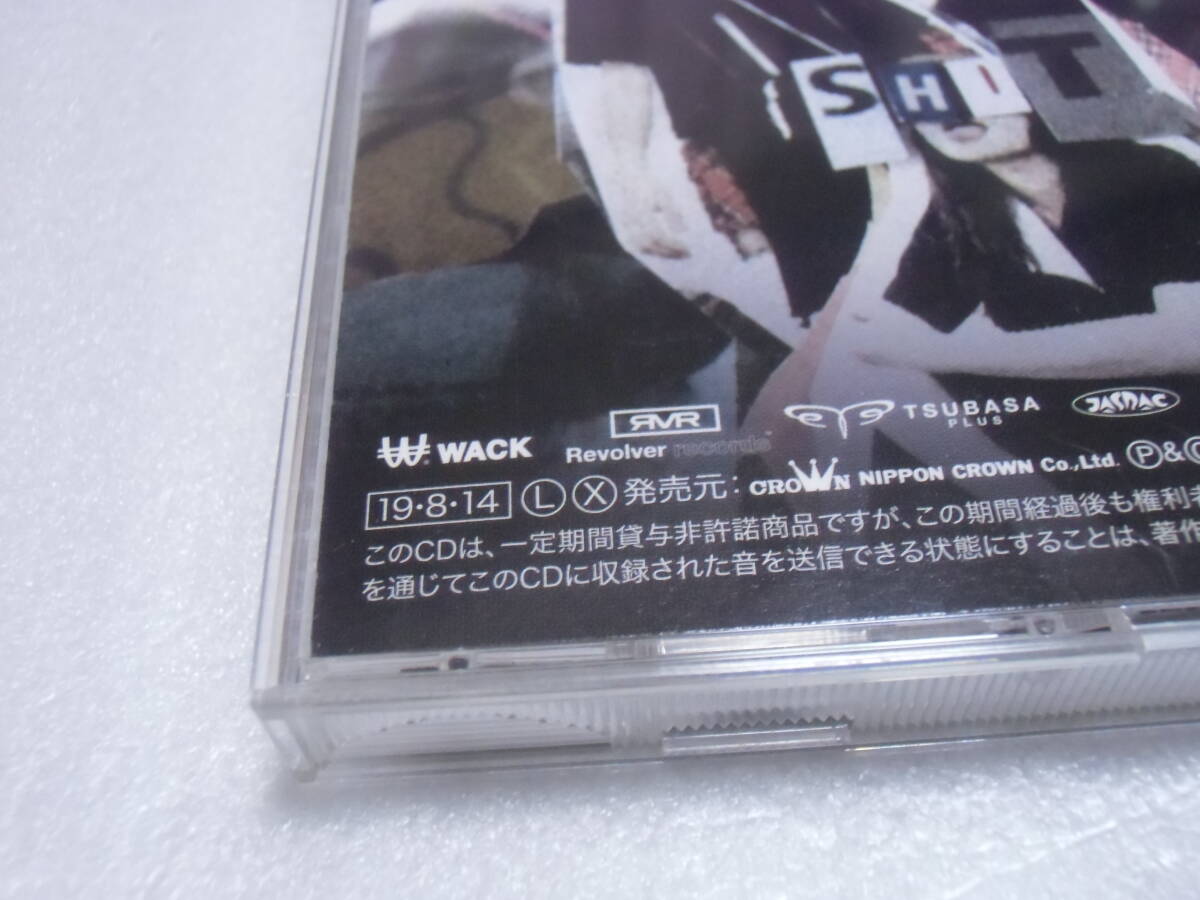 SHIT
WACK
RVR
Revolver records
TSUBASA
PLUS
JASRAC
19・8・14 Ⓛ Ⓧ 発売元: CROWN NIPPON CROWN Co.,Ltd. Ⓟ&
このCDは、一定期間貸与非許諾商品ですが、この期間経過後も権利
を通じてこのCDに収録された音を送信できる状態にすることは、著作